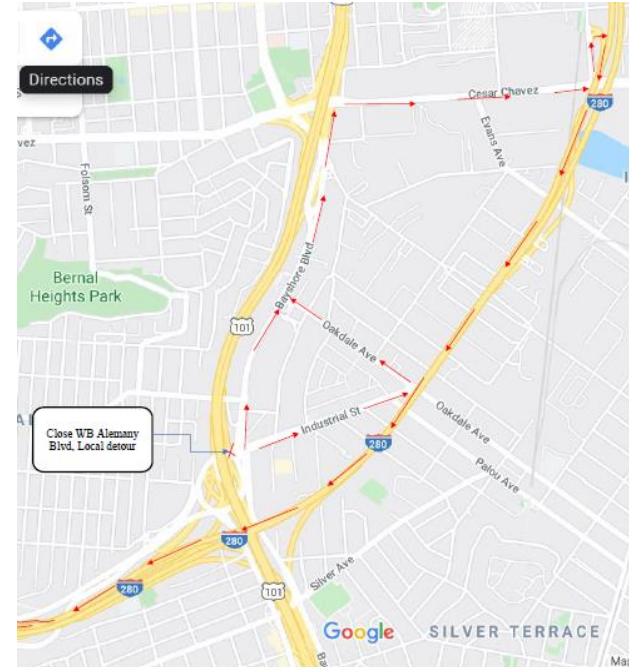 Directions
Cesar Chavez
280
vez
Evans Ave
Folsom St
Bayshore Blvd
Bernal
Heights Park
101
Oakdale Ave
Close WB Alemany
Blvd, Local detour
Industrial St
Oakdale Ave
280
Palou Ave
280
280
101
Silver Ave
Google
SILVER TERRACE